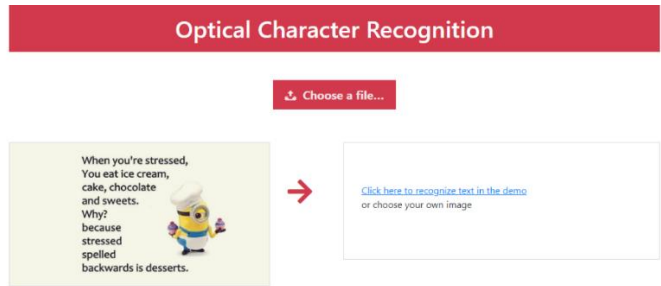 Optical Character Recognition
Choose a file...
When you're stressed,
You eat ice cream,
cake, chocolate
and sweets.
Why?
because
stressed
spelled
backwards is desserts.
Click here to recognize text in the demo
or choose your own image